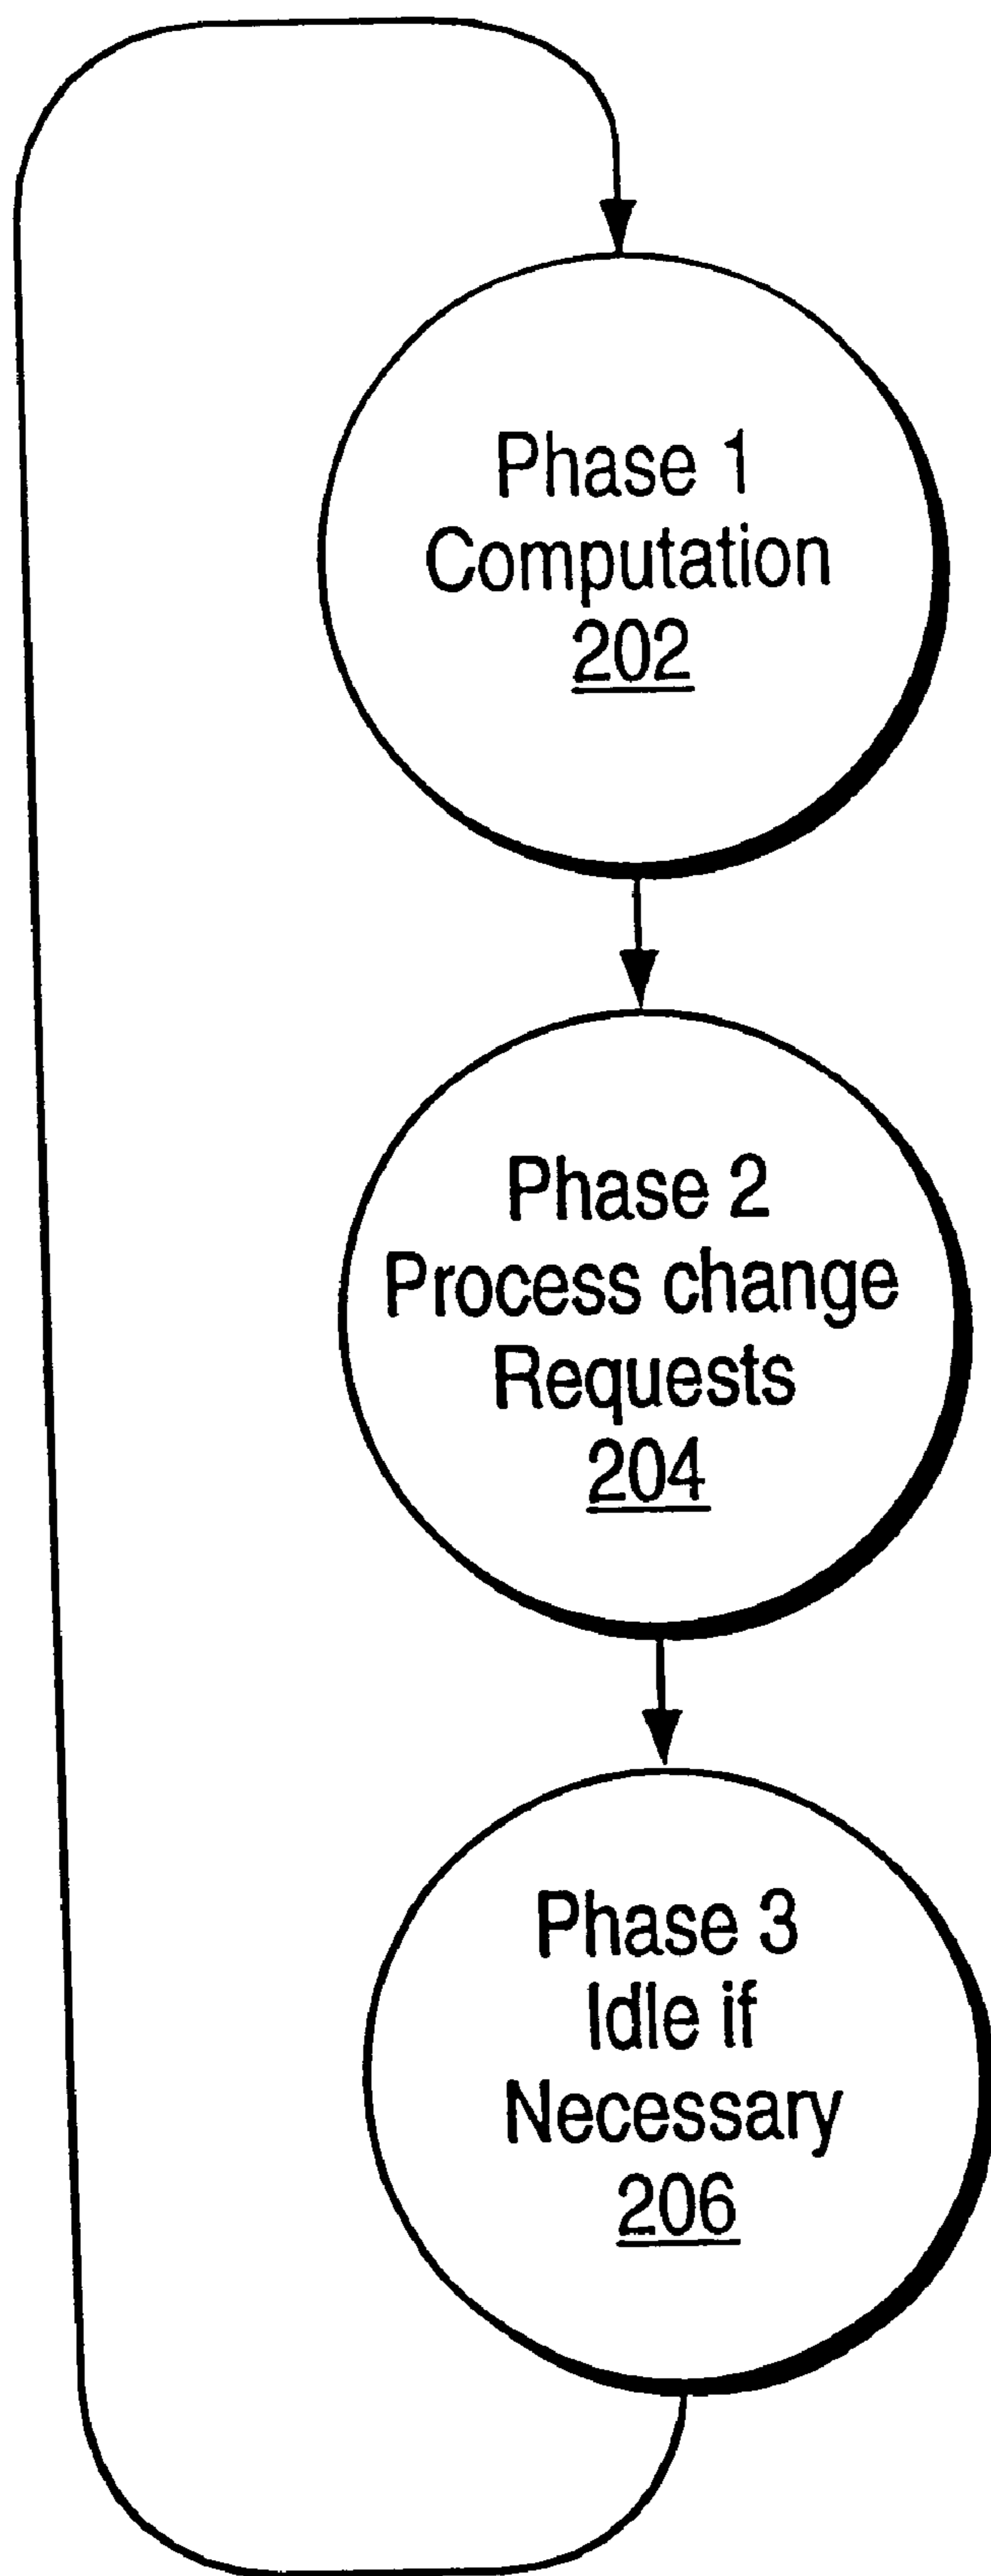 Phase 1
Computation
202
Phase 2
Process change
Requests
204
Phase 3
Idle if
Necessary
206